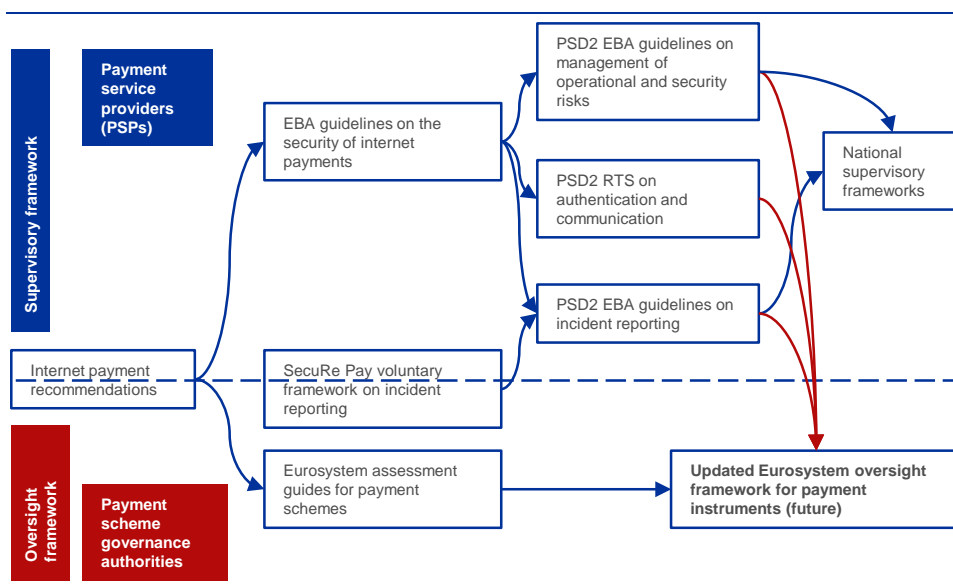 Supervisory framework
Payment
service
providers
(PSPs)
EBA guidelines on the
security of internet
payments
PSD2 EBA guidelines on
management of
operational and security
risks
PSD2 RTS on
authentication and
communication
PSD2 EBA guidelines on
incident reporting
National
supervisory
frameworks
Internet payment
recommendations
SecuRe Pay voluntary
framework on incident
reporting
Oversight
framework
Payment
scheme
governance
authorities
Eurosystem assessment
guides for payment
schemes
Updated Eurosystem oversight
framework for payment
instruments (future)